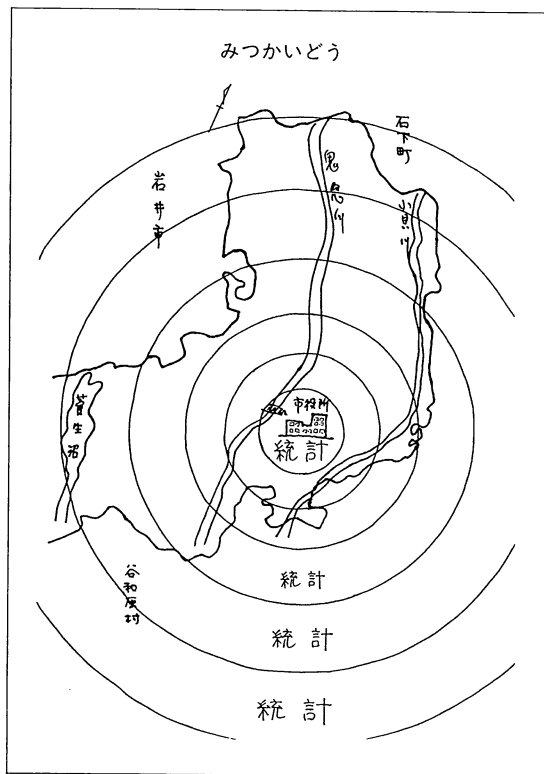 みつかいどう
石下町
鬼怒川
岩井市
小貝川
市役所
統計
菅生沼
統計
谷和原村
統計
統計